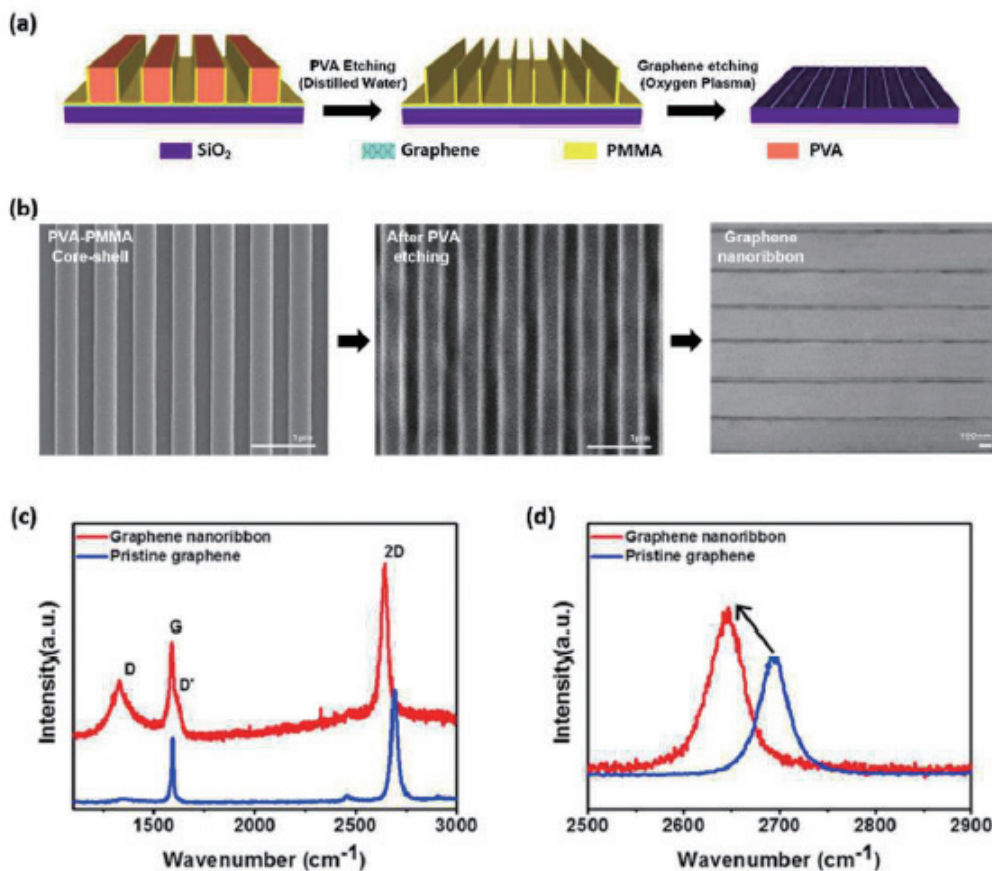 (a)
PVA Etching
(Distilled Water)
Graphene etching
(Oxygen Plasma)
SiO₂
Graphene
PMMA
PVA
(b)
PVA-PMMA
Core-shell
1μm
After PVA
etching
1μm
Graphene
nanoribbon
100nm
(c)
Graphene nanoribbon
Pristine graphene
2D
G
D
D'
Intensity(a.u.)
1500 2000 2500 3000
Wavenumber (cm⁻¹)
(d)
Graphene nanoribbon
Pristine graphene
Intensity(a.u.)
2500 2600 2700 2800 2900
Wavenumber (cm⁻¹)